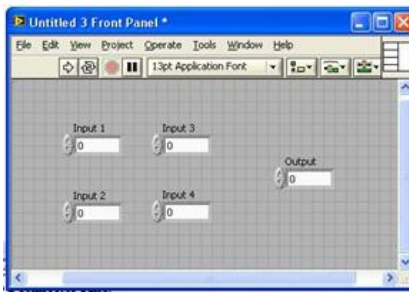 Untitled 3 Front Panel *
File Edit View Project Operate Tools Window Help
13pt Application Font
Input 1 Input 3
0 0
Output
0
Input 2 Input 4
0 0